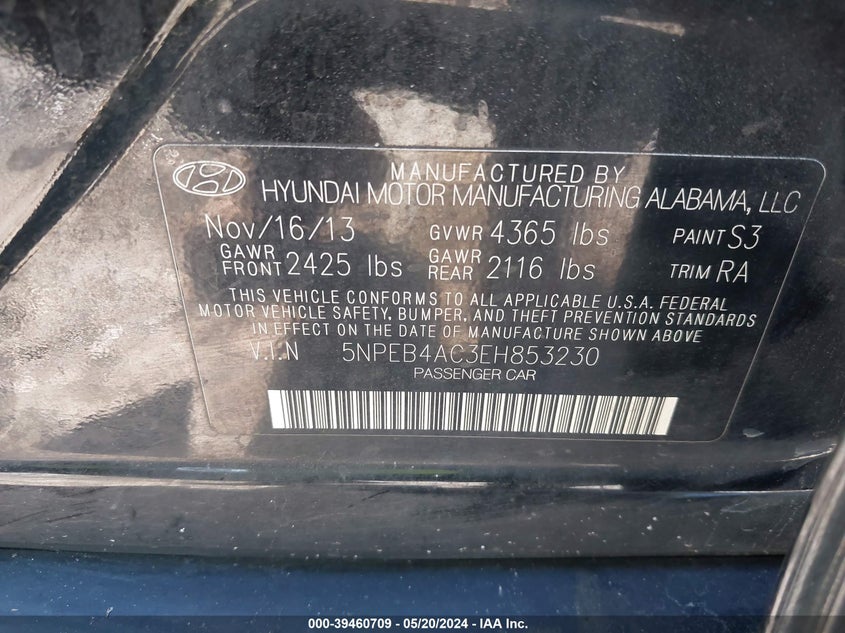 MANUFACTURED BY
HYUNDAI MOTOR MANUFACTURING ALABAMA, LLC
Nov/16/13 GVWR 4365 lbs PAINT S3
GAWR FRONT 2425 lbs GAWR REAR 2116 lbs TRIM RA
THIS VEHICLE CONFORMS TO ALL APPLICABLE U.S.A. FEDERAL
MOTOR VEHICLE SAFETY, BUMPER, AND THEFT PREVENTION STANDARDS
IN EFFECT ON THE DATE OF MANUFACTURE SHOWN ABOVE
V.I.N 5NPEB4AC3EH853230
PASSENGER CAR
000-39460709 - 05/20/2024 - IAA Inc.